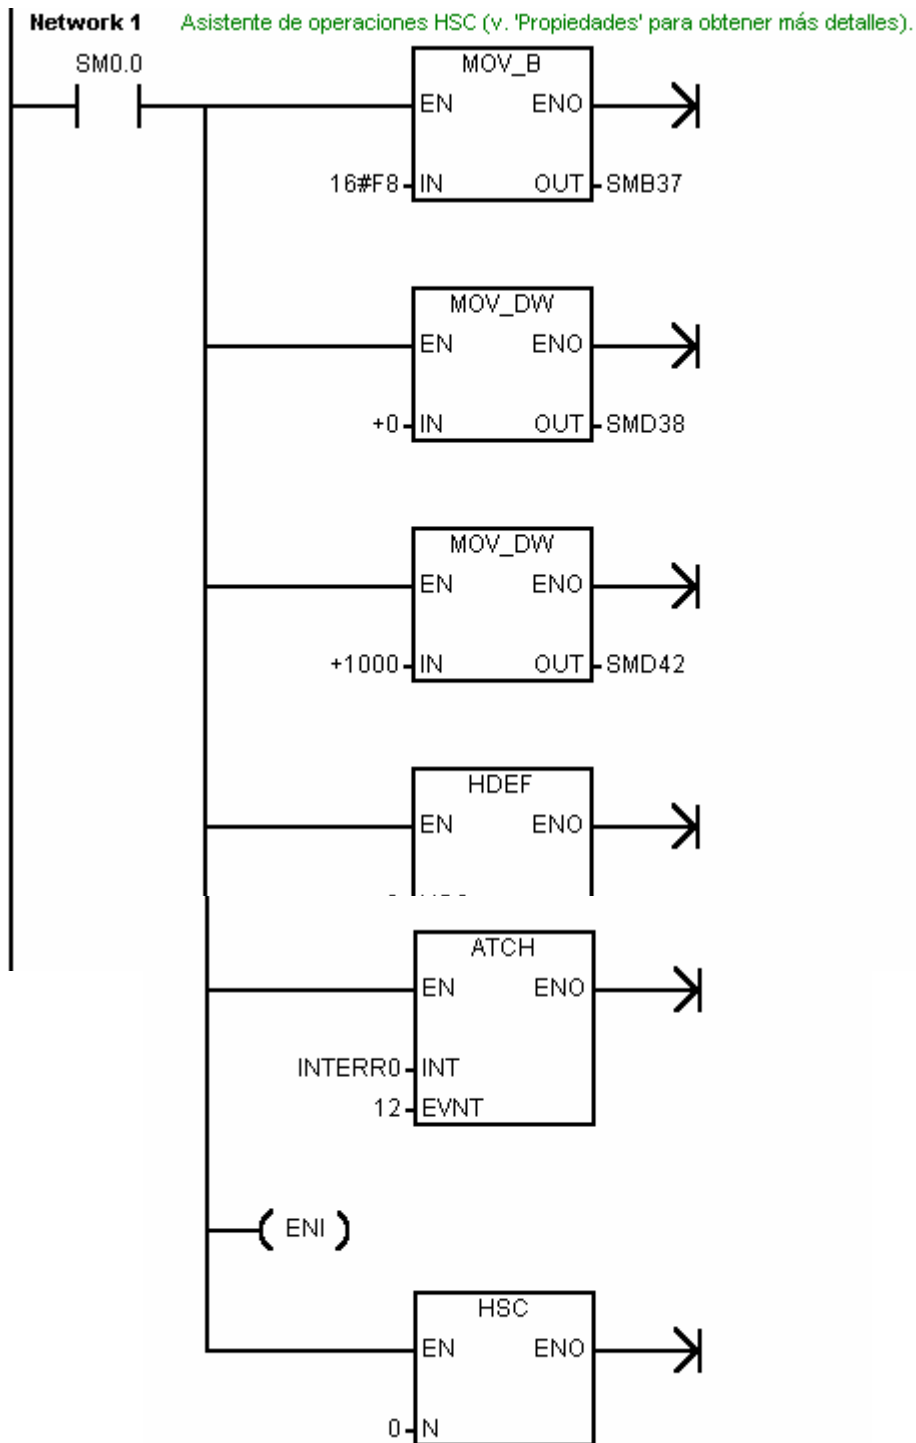 Network 1 Asistente de operaciones HSC (v. 'Propiedades' para obtener más detalles).
SM0.0
MOV_B
EN ENO
16#F8 IN OUT SMB37
MOV_DW
EN ENO
+0 IN OUT SMD38
MOV_DW
EN ENO
+1000 IN OUT SMD42
HDEF
EN ENO
ATCH
EN ENO
INTERR0 INT
12 EVNT
ENI
HSC
EN ENO
0 N